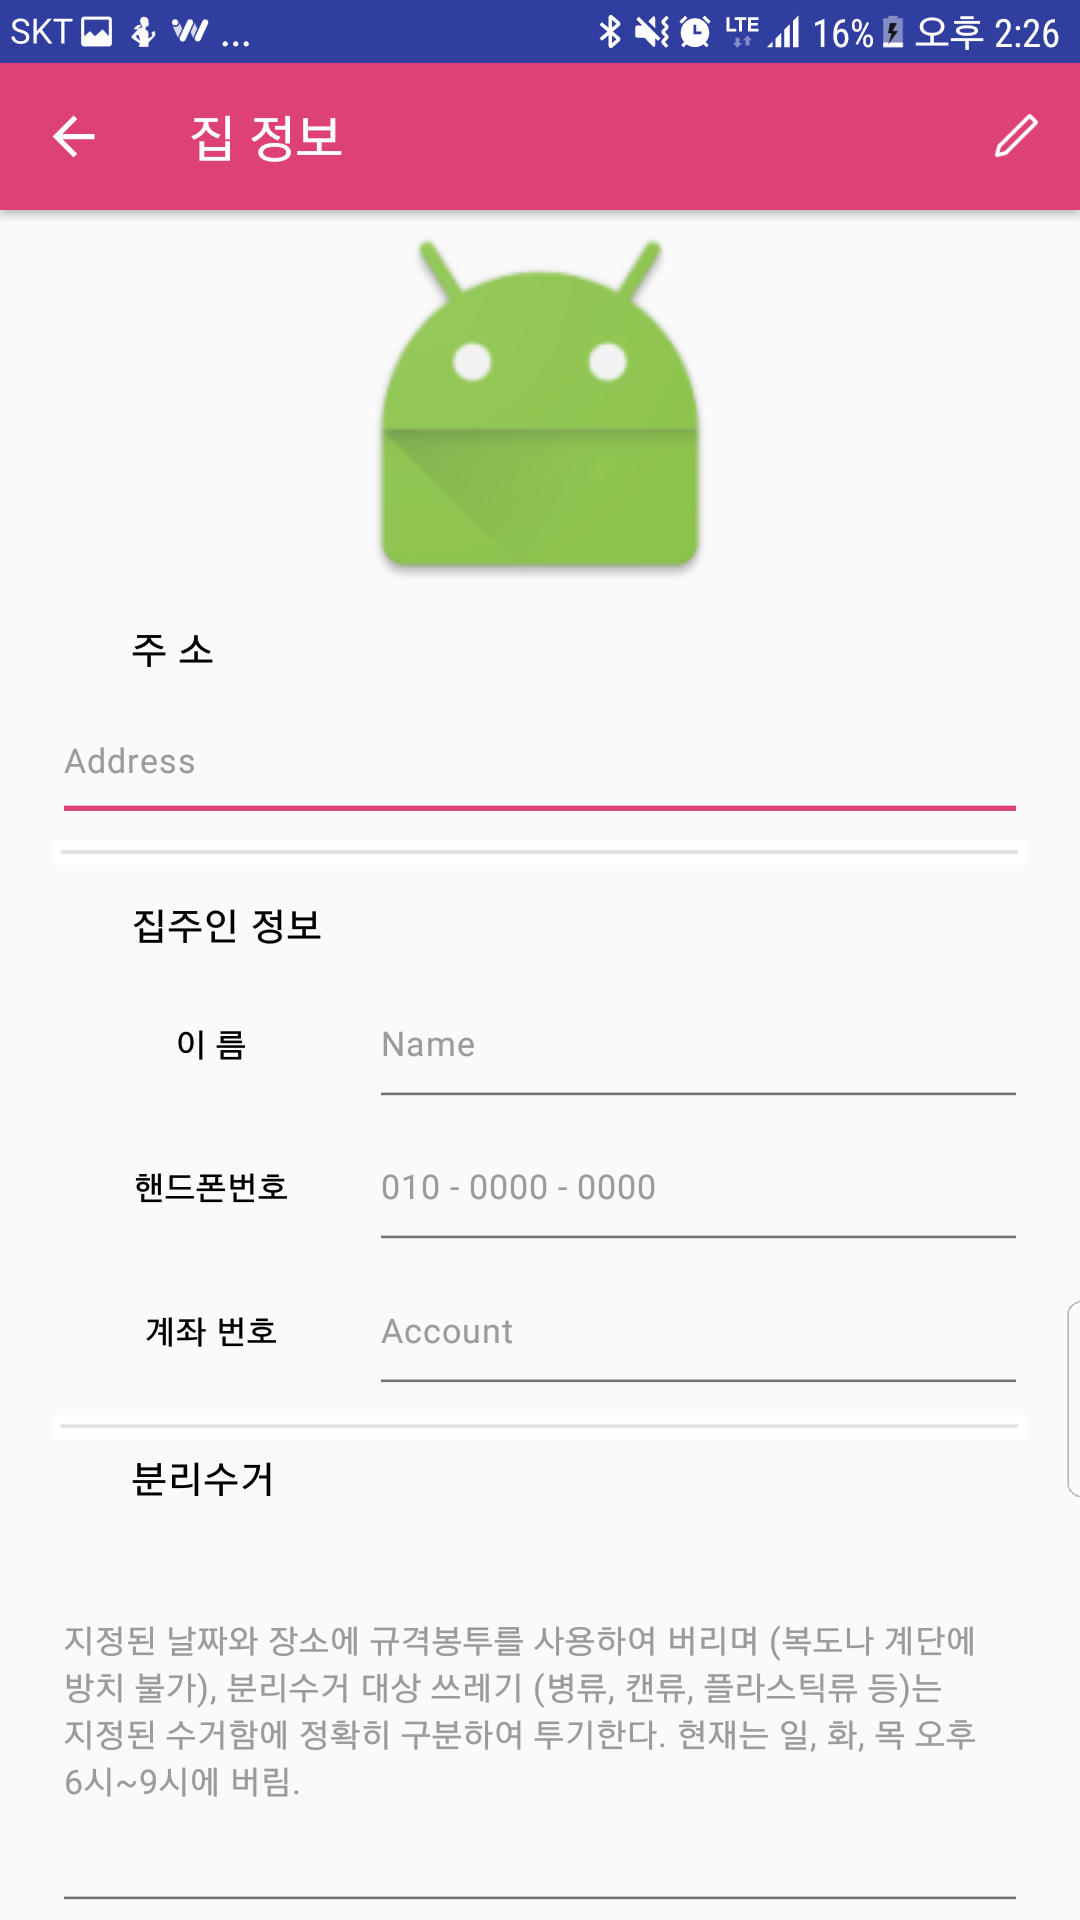 SKT ... LTE 16% 오후 2:26
집 정보
주 소
Address
집주인 정보
이 름
Name
핸드폰번호
010 - 0000 - 0000
계좌 번호
Account
분리수거
지정된 날짜와 장소에 규격봉투를 사용하여 버리며 (복도나 계단에
방치 불가), 분리수거 대상 쓰레기 (병류, 캔류, 플라스틱류 등)는
지정된 수거함에 정확히 구분하여 투기한다. 현재는 일, 화, 목 오후
6시~9시에 버림.